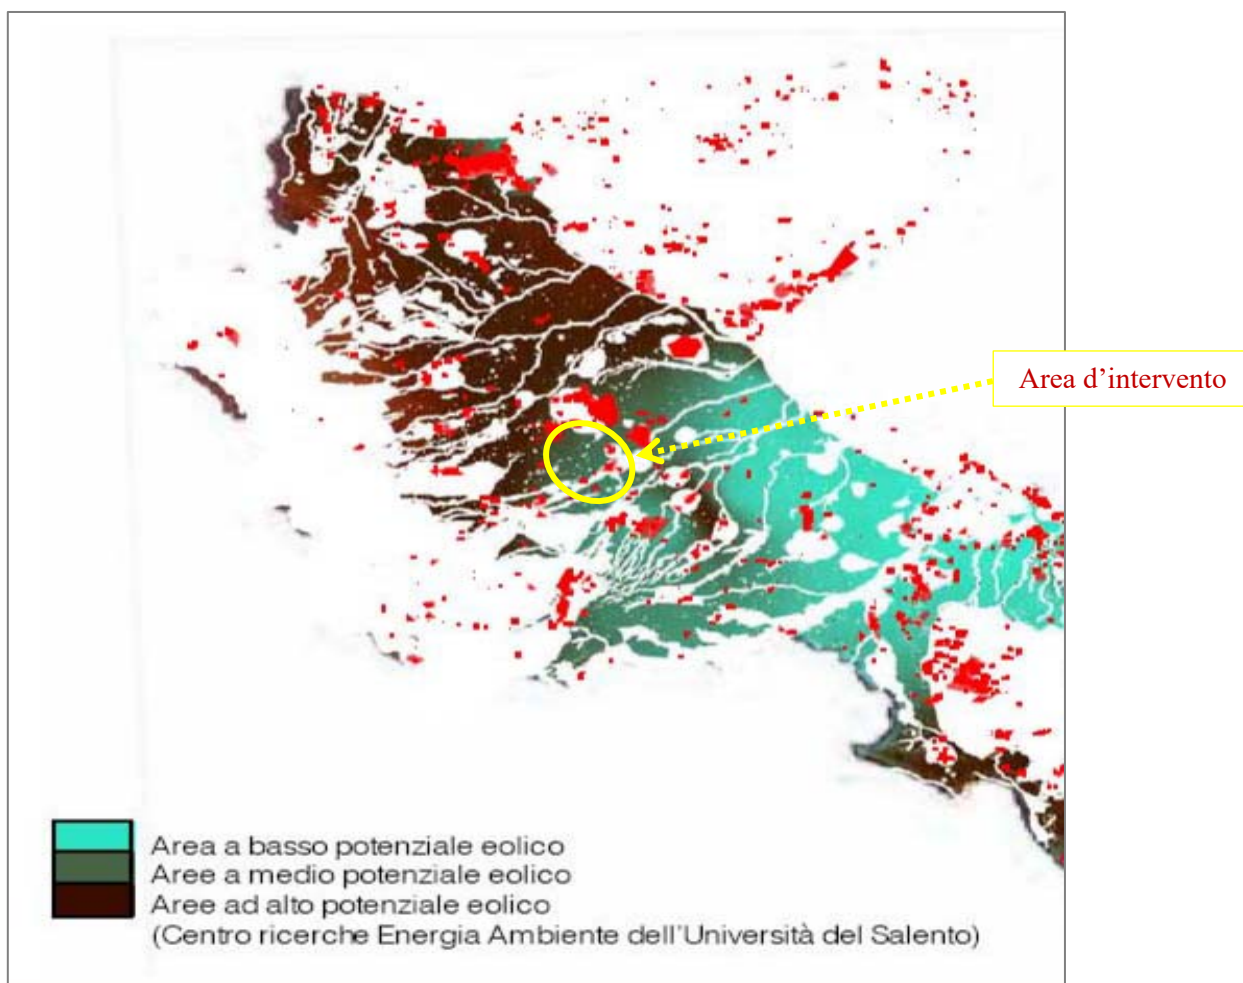 Area d’intervento
Area a basso potenziale eolico
Aree a medio potenziale eolico
Aree ad alto potenziale eolico
(Centro ricerche Energia Ambiente dell'Università del Salento)